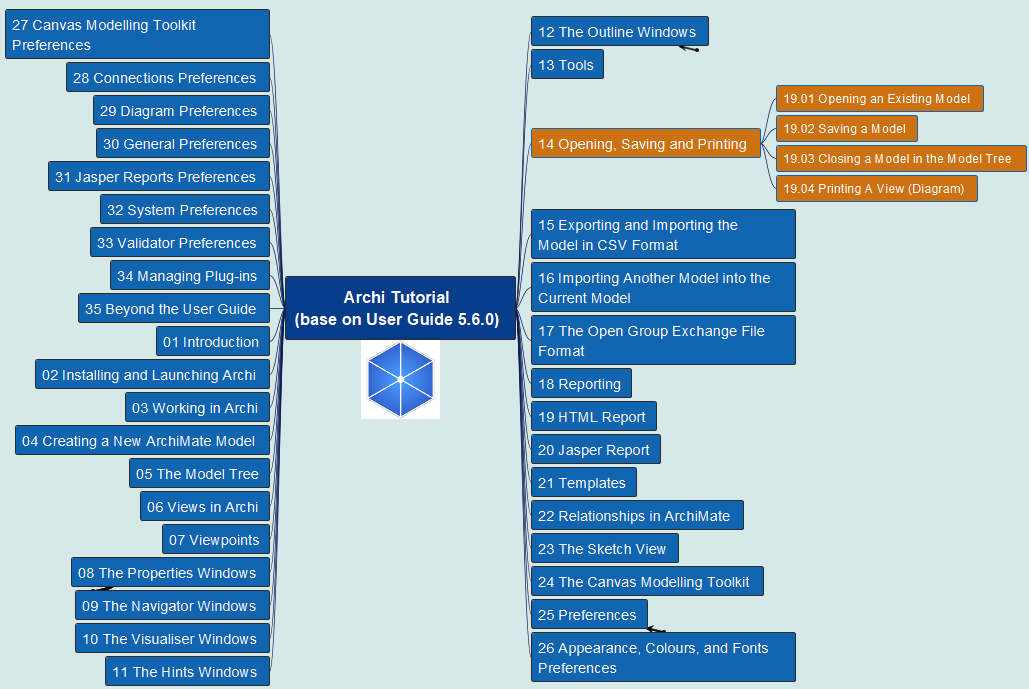 27 Canvas Modelling Toolkit
Preferences
28 Connections Preferences
29 Diagram Preferences
30 General Preferences
31 Jasper Reports Preferences
32 System Preferences
33 Validator Preferences
34 Managing Plug-ins
35 Beyond the User Guide
01 Introduction
02 Installing and Launching Archi
03 Working in Archi
04 Creating a New ArchiMate Model
05 The Model Tree
06 Views in Archi
07 Viewpoints
08 The Properties Windows
09 The Navigator Windows
10 The Visualiser Windows
11 The Hints Windows
Archi Tutorial
(base on User Guide 5.6.0)
12 The Outline Windows
13 Tools
14 Opening, Saving and Printing
19.01 Opening an Existing Model
19.02 Saving a Model
19.03 Closing a Model in the Model Tree
19.04 Printing A View (Diagram)
15 Exporting and Importing the
Model in CSV Format
16 Importing Another Model into the
Current Model
17 The Open Group Exchange File
Format
18 Reporting
19 HTML Report
20 Jasper Report
21 Templates
22 Relationships in ArchiMate
23 The Sketch View
24 The Canvas Modelling Toolkit
25 Preferences
26 Appearance, Colours, and Fonts
Preferences